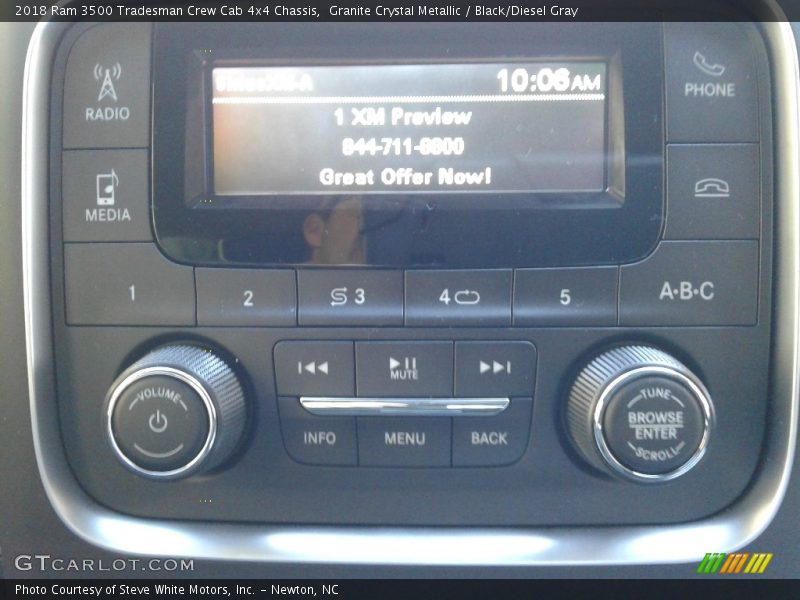 2018 Ram 3500 Tradesman Crew Cab 4x4 Chassis,  Granite Crystal Metallic / Black/Diesel Gray
10:06AM
1 XM Preview
844-711-8800
Great Offer Now!
RADIO
PHONE
MEDIA
1
2
3
4
5
A·B·C
VOLUME
MUTE
INFO
MENU
BACK
TUNE
BROWSE
ENTER
SCROLL
GTCARLOT.COM
Photo Courtesy of Steve White Motors, Inc. – Newton, NC